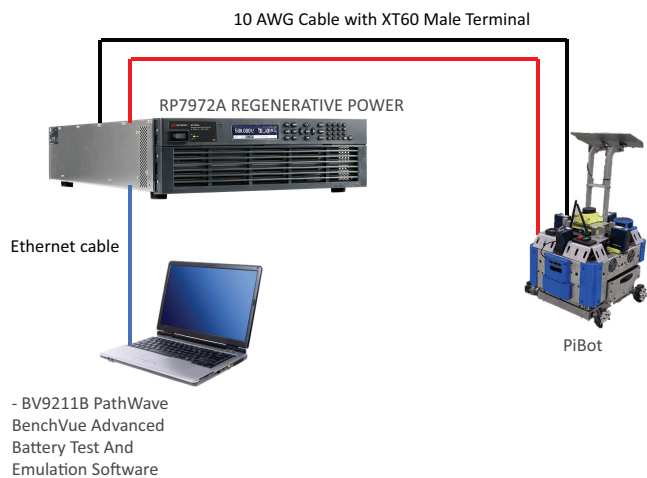 10 AWG Cable with XT60 Male Terminal
RP7972A REGENERATIVE POWER
Ethernet cable
PiBot
- BV9211B PathWave
BenchVue Advanced
Battery Test And
Emulation Software